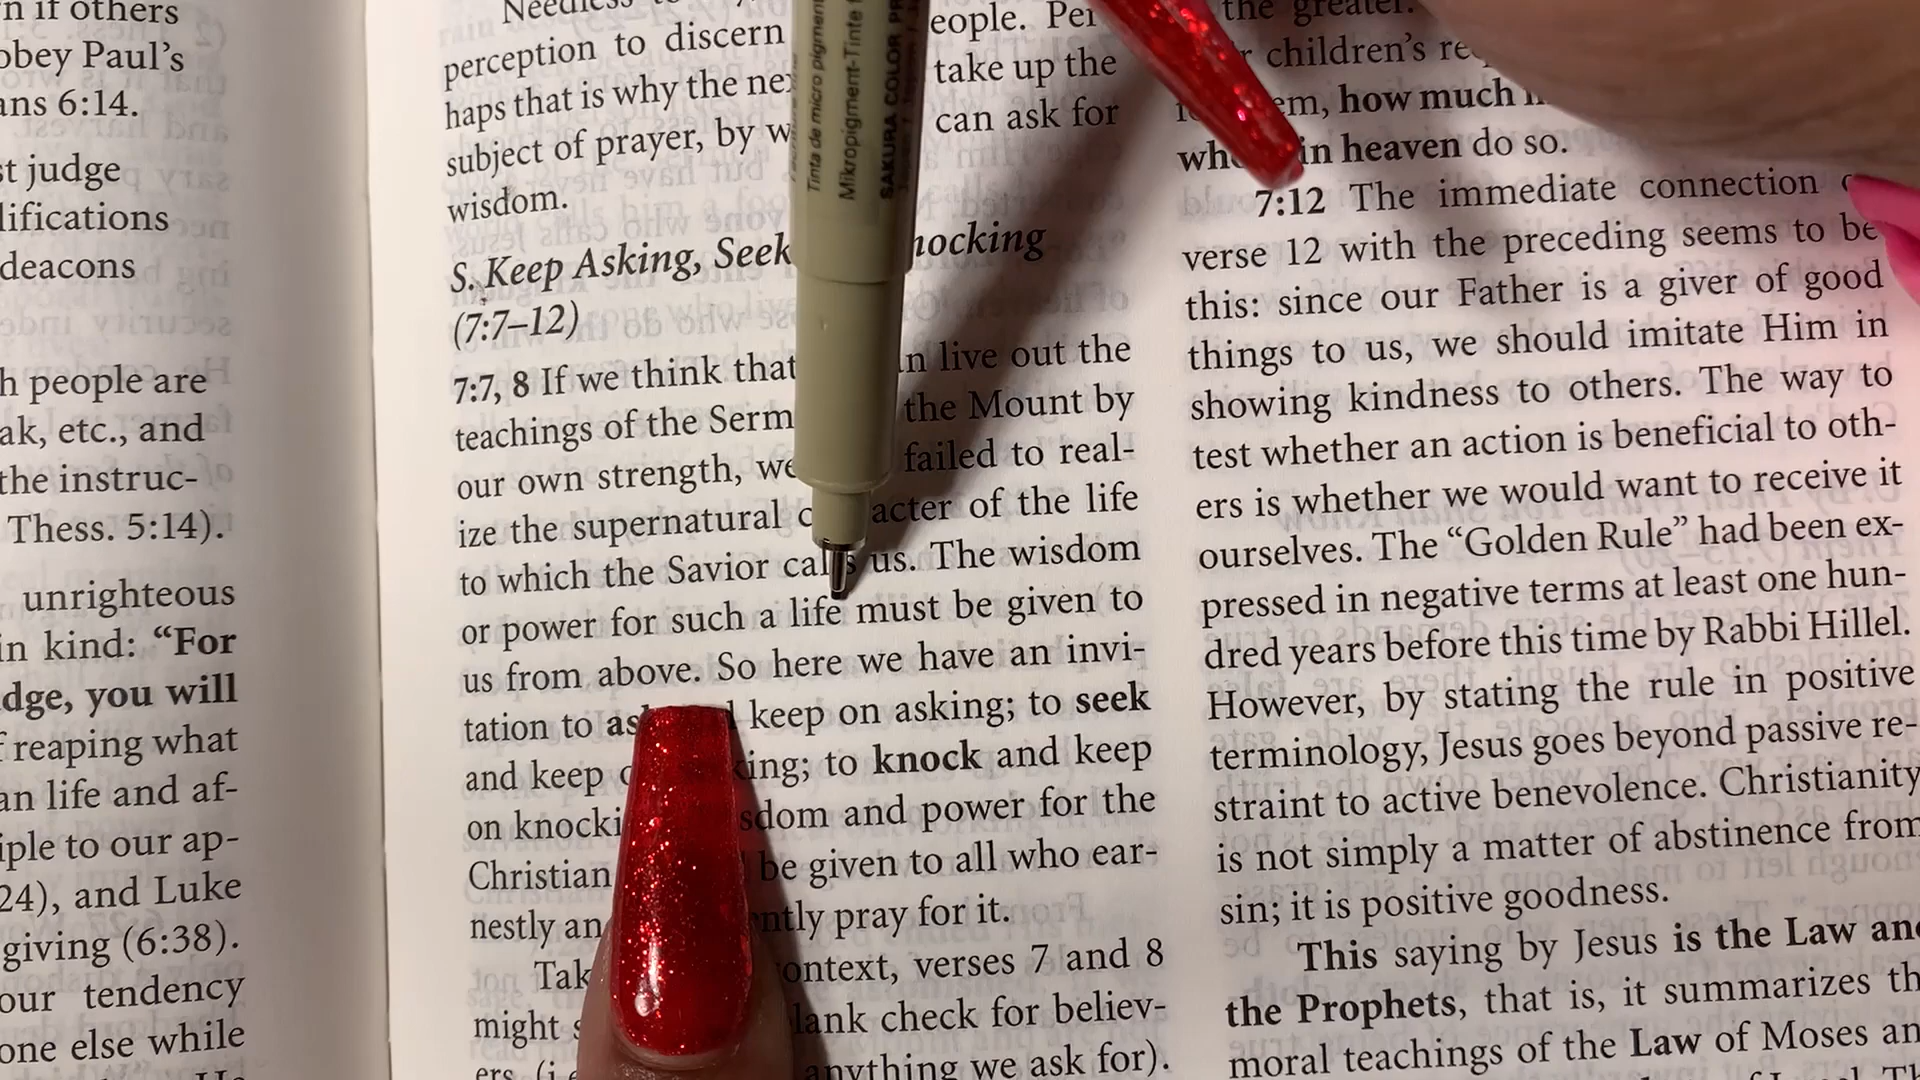 n if others
obey Paul's
ans 6:14.
st judge
lifications
deacons
h people are
ak, etc., and
the instruc-
Thess. 5:14).
unrighteous
in kind: “For
dge, you will
f reaping what
an life and af-
iple to our ap-
24), and Luke
giving (6:38).
our tendency
one else while
Needless
perception to discern eople. Per
haps that is why the ne take up the
subject of prayer, by w can ask for
wisdom.
S. Keep Asking, Seek nocking
(7:7–12)
7:7, 8 If we think that n live out the
teachings of the Serm the Mount by
our own strength, we failed to real-
ize the supernatural c acter of the life
to which the Savior calls us. The wisdom
or power for such a life must be given to
us from above. So here we have an invi-
tation to as keep on asking; to seek
and keep king; to knock and keep
on knocki sdom and power for the
Christian be given to all who ear-
nestly an ntly pray for it.
Tak ontext, verses 7 and 8
might lank check for believ-
ers (i.e anything we ask for).
the greater.
r children's re
em, how much
who in heaven do so.
7:12 The immediate connection
verse 12 with the preceding seems to be
this: since our Father is a giver of good
things to us, we should imitate Him in
showing kindness to others. The way to
test whether an action is beneficial to oth-
ers is whether we would want to receive it
ourselves. The “Golden Rule” had been ex-
pressed in negative terms at least one hun-
dred years before this time by Rabbi Hillel.
However, by stating the rule in positive
terminology, Jesus goes beyond passive re-
straint to active benevolence. Christianity
is not simply a matter of abstinence from
sin; it is positive goodness.
This saying by Jesus is the Law an
the Prophets, that is, it summarizes th
moral teachings of the Law of Moses an
Tinta de micro pigment
Mikropigment-Tinte
SAKURA COLOR PR